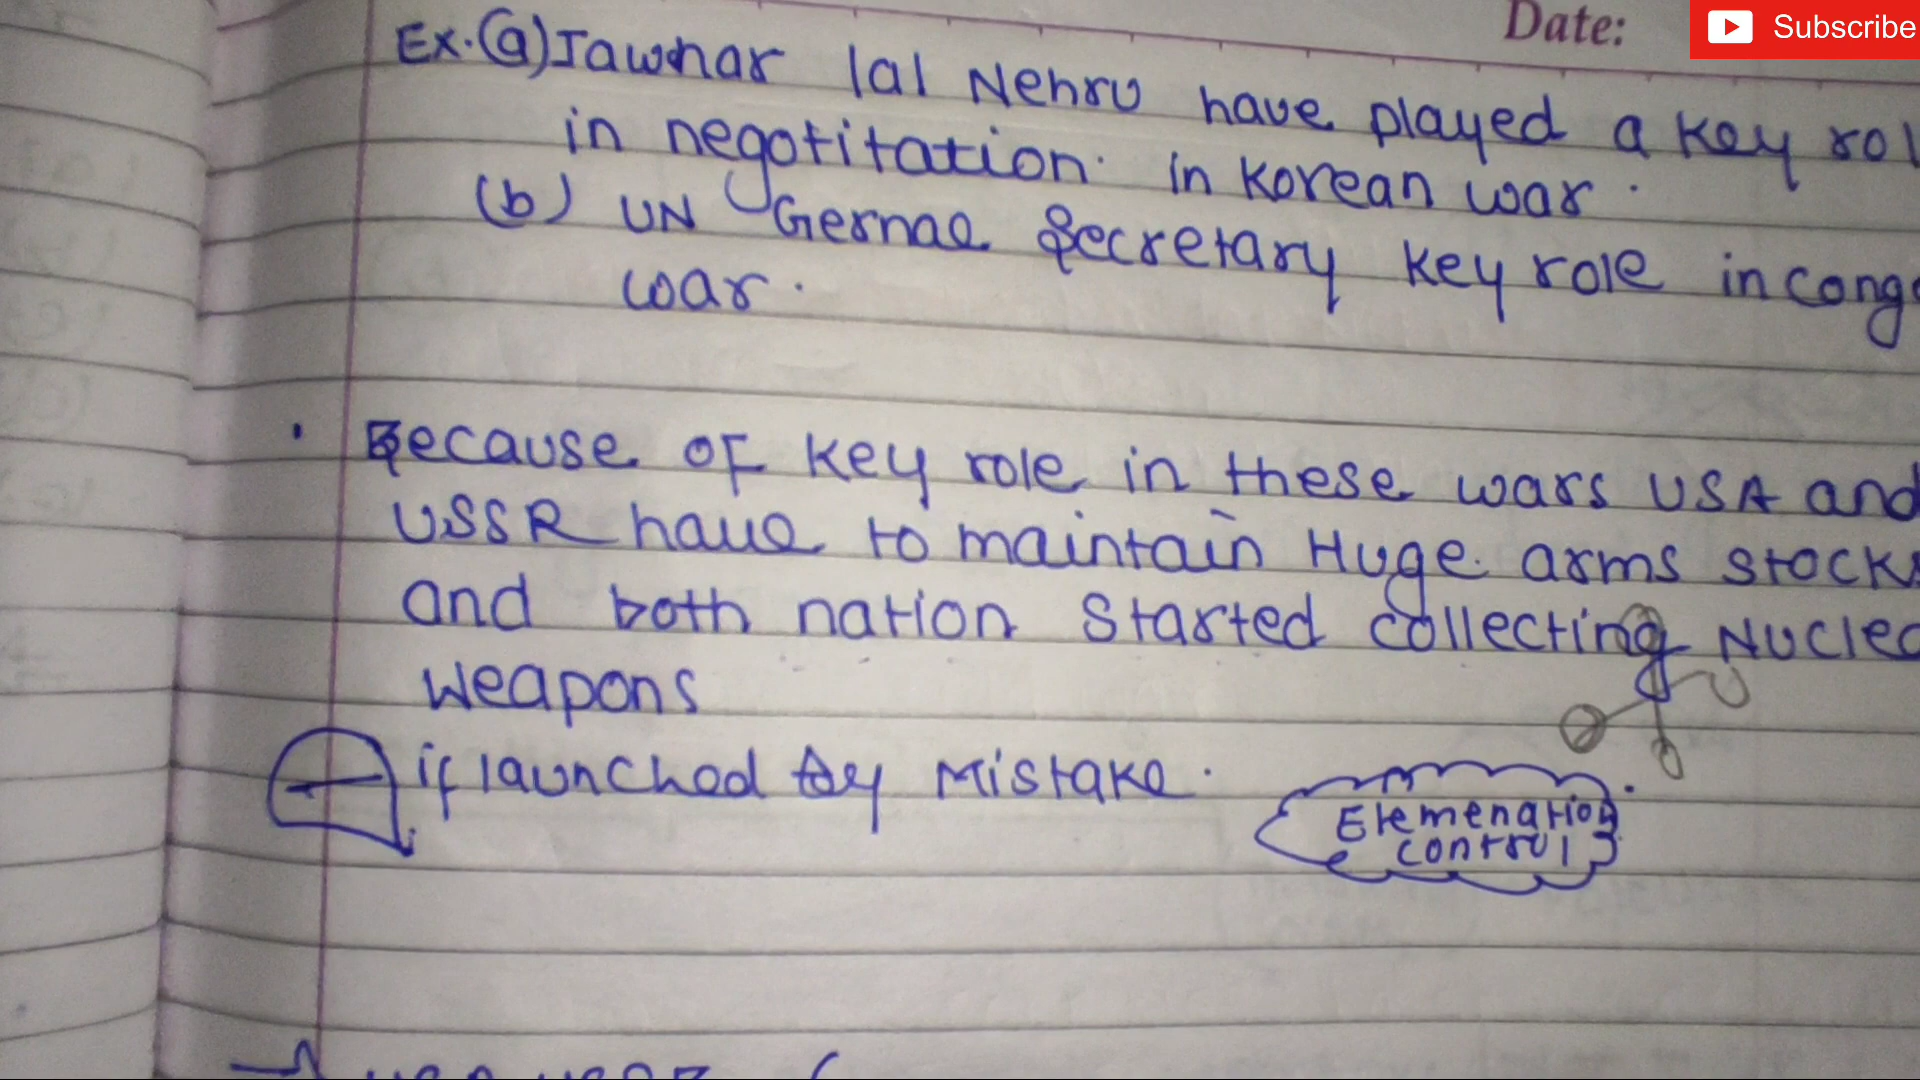 Date:
Subscribe
Ex. (a) Jawhar lal Nehru have played a key rol
in negotitation in Korean war.
(b) UN Gernae Secretary key role in cong
war.
• Because of key role in these wars USA and
USSR have to maintain Huge arms stocks
and both nation started collecting Nuclea
weapons
if launched by Mistake.
Elemenation
control